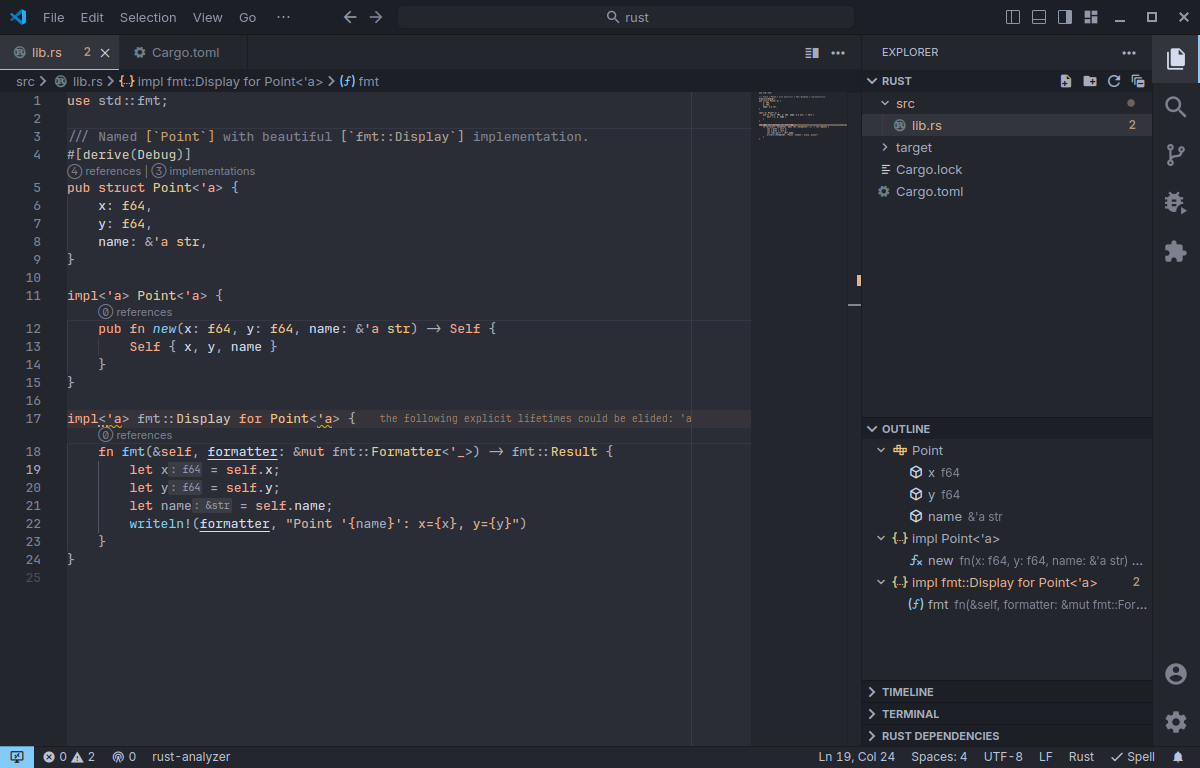 File Edit Selection View Go ··· rust
lib.rs 2 Cargo.toml
src > lib.rs > {..} impl fmt::Display for Point<'a> > (ƒ) fmt
1 use std::fmt;
2
3 /// Named [`Point`] with beautiful [`fmt::Display`] implementation.
4 #[derive(Debug)]
4 references | 3 implementations
5 pub struct Point<'a> {
6 x: f64,
7 y: f64,
8 name: &'a str,
9 }
10
11 impl<'a> Point<'a> {
0 references
12 pub fn new(x: f64, y: f64, name: &'a str) -> Self {
13 Self { x, y, name }
14 }
15 }
16
17 impl<'a> fmt::Display for Point<'a> { the following explicit lifetimes could be elided: 'a
0 references
18 fn fmt(&self, formatter: &mut fmt::Formatter<'_>) -> fmt::Result {
19 let x: f64 = self.x;
20 let y: f64 = self.y;
21 let name: &str = self.name;
22 writeln!(formatter, "Point '{name}': x={x}, y={y}")
23 }
24 }
25
EXPLORER ···
RUST
src
lib.rs 2
target
Cargo.lock
Cargo.toml
OUTLINE
Point
x f64
y f64
name &'a str
{..} impl Point<'a>
new fn(x: f64, y: f64, name: &'a str) ...
{..} impl fmt::Display for Point<'a> 2
(ƒ) fmt fn(&self, formatter: &mut fmt::For...
TIMELINE
TERMINAL
RUST DEPENDENCIES
0 2 0 rust-analyzer Ln 19, Col 24 Spaces: 4 UTF-8 LF Rust Spell